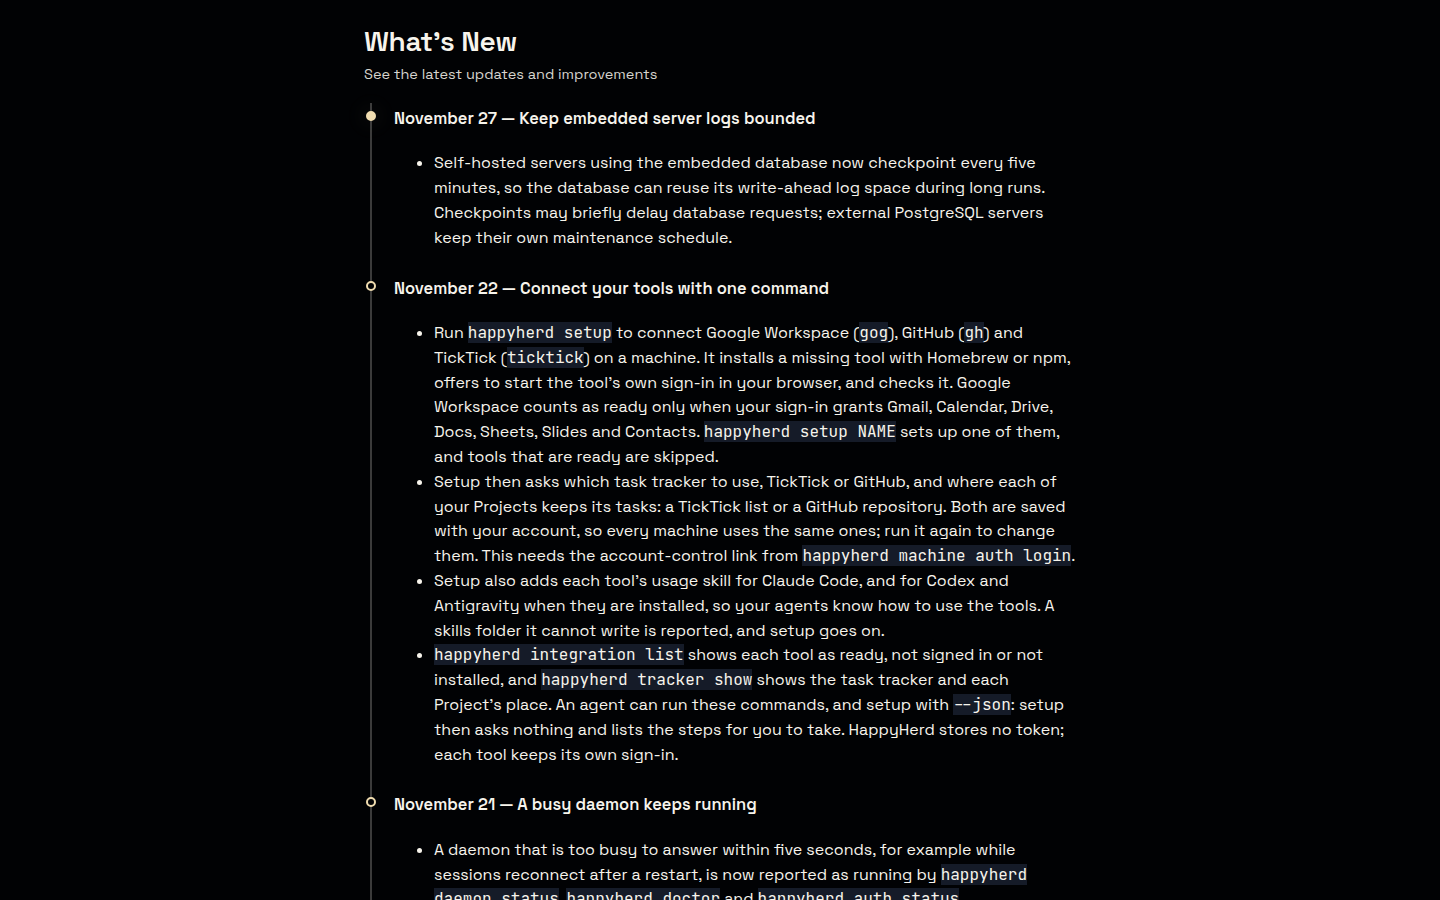 What's New
See the latest updates and improvements
November 27 — Keep embedded server logs bounded
Self-hosted servers using the embedded database now checkpoint every five
minutes, so the database can reuse its write-ahead log space during long runs.
Checkpoints may briefly delay database requests; external PostgreSQL servers
keep their own maintenance schedule.
November 22 — Connect your tools with one command
Run happyherd setup to connect Google Workspace (gog), GitHub (gh) and
TickTick (ticktick) on a machine. It installs a missing tool with Homebrew or npm,
offers to start the tool's own sign-in in your browser, and checks it. Google
Workspace counts as ready only when your sign-in grants Gmail, Calendar, Drive,
Docs, Sheets, Slides and Contacts. happyherd setup NAME sets up one of them,
and tools that are ready are skipped.
Setup then asks which task tracker to use, TickTick or GitHub, and where each of
your Projects keeps its tasks: a TickTick list or a GitHub repository. Both are saved
with your account, so every machine uses the same ones; run it again to change
them. This needs the account-control link from happyherd machine auth login.
Setup also adds each tool's usage skill for Claude Code, and for Codex and
Antigravity when they are installed, so your agents know how to use the tools. A
skills folder it cannot write is reported, and setup goes on.
happyherd integration list shows each tool as ready, not signed in or not
installed, and happyherd tracker show shows the task tracker and each
Project's place. An agent can run these commands, and setup with --json: setup
then asks nothing and lists the steps for you to take. HappyHerd stores no token;
each tool keeps its own sign-in.
November 21 — A busy daemon keeps running
A daemon that is too busy to answer within five seconds, for example while
sessions reconnect after a restart, is now reported as running by happyherd
daemon status, happyherd doctor and happyherd auth status